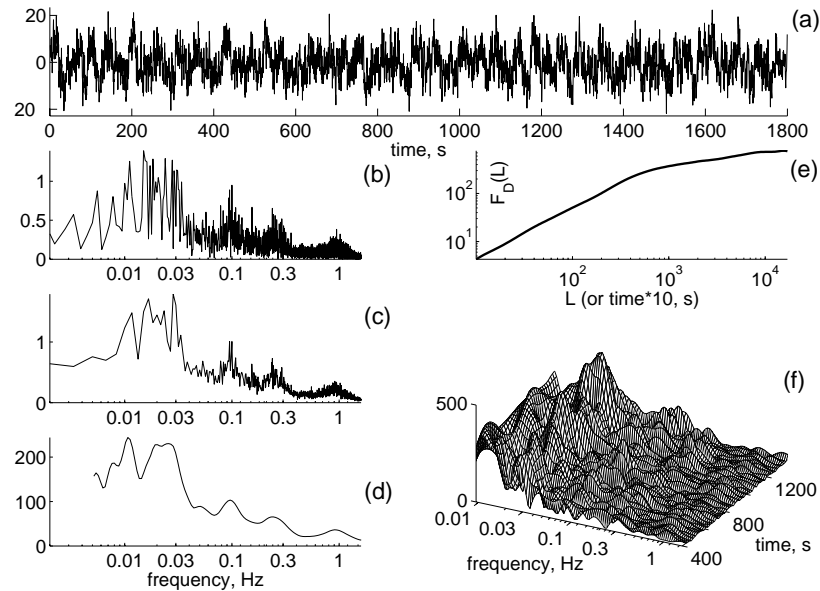 20
0
20
(a)
0 200 400 600 800 1000 1200 1400 1600 1800
time, s
1
0.5
0
(b)
0.01 0.03 0.1 0.3 1
1
0
(c)
0.01 0.03 0.1 0.3 1
200
100
0
(d)
0.01 0.03 0.1 0.3 1
frequency, Hz
F_D(L)
10^2
10^1
(e)
10^2 10^3 10^4
L (or time*10, s)
(f)
500
0
0.01 0.03 0.1 0.3 1
frequency, Hz
400 800 1200
time, s